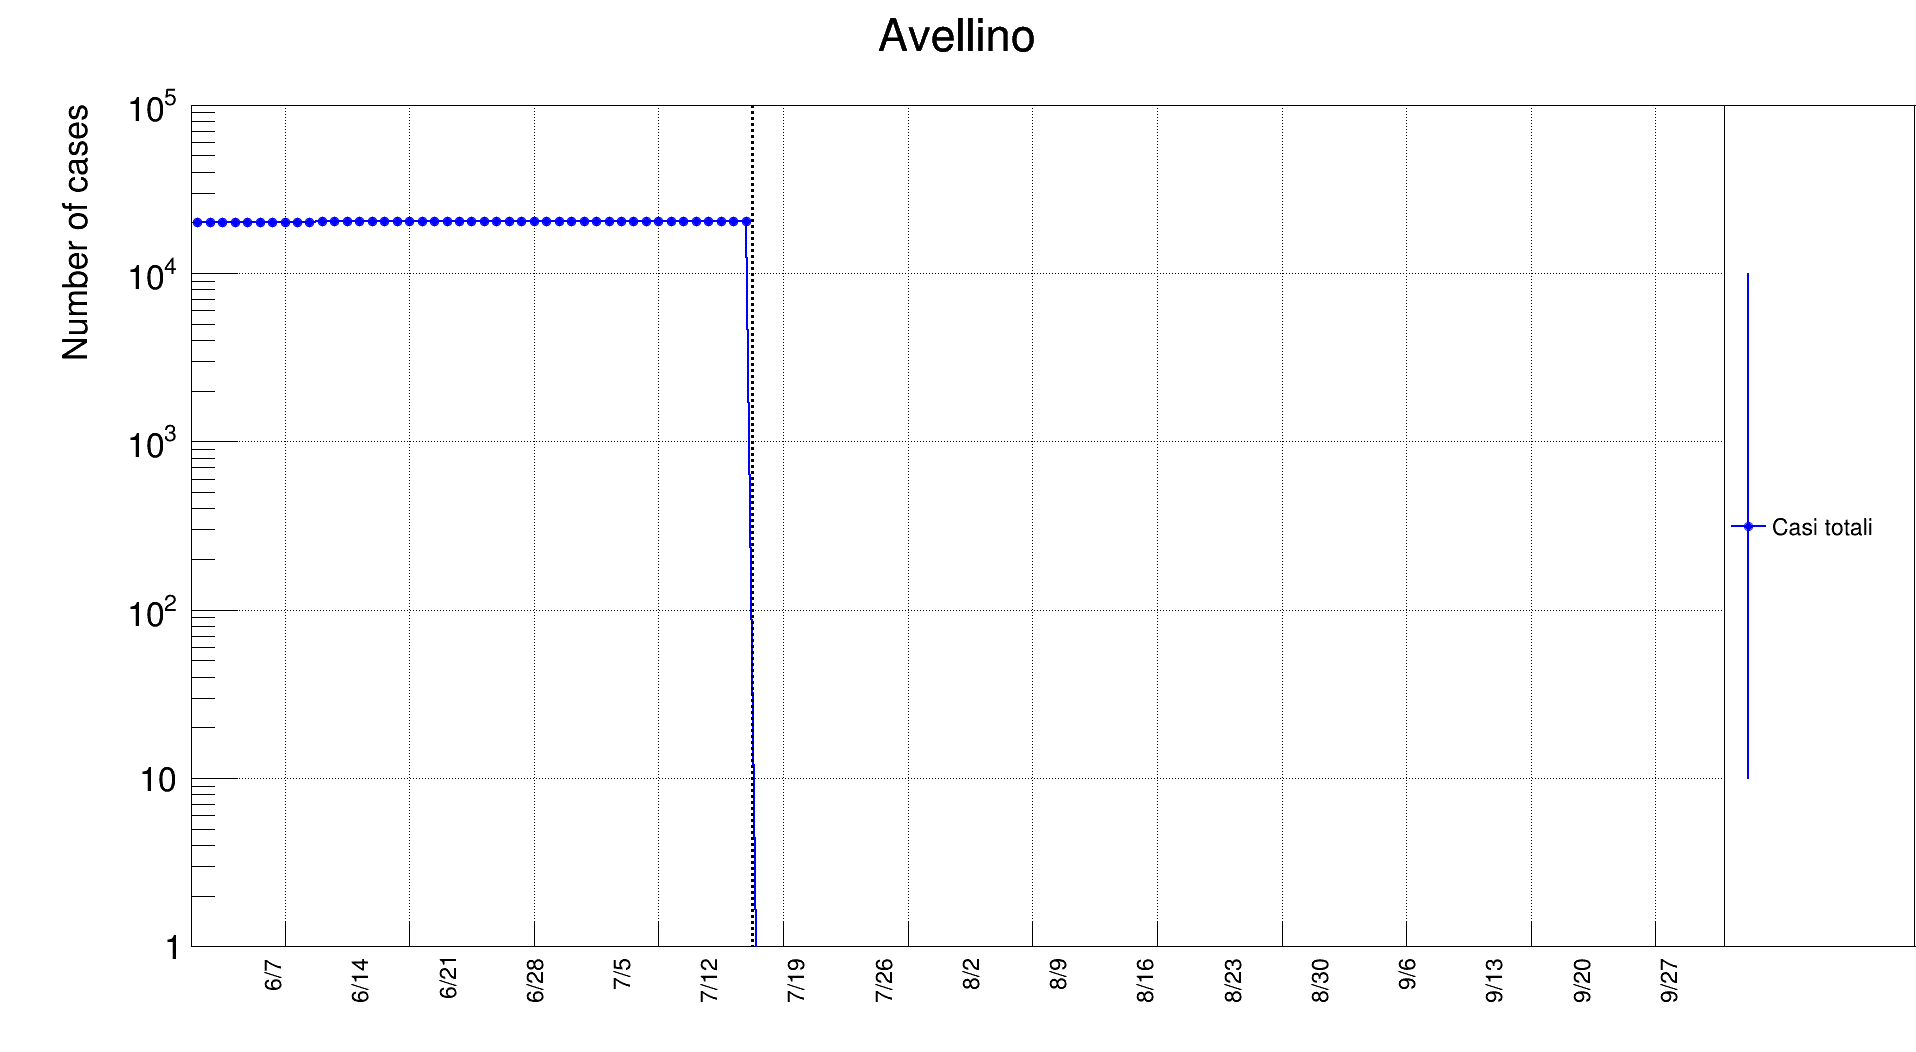 Avellino
Number of cases
10^5
10^4
10^3
10^2
10
1
6/7 6/14 6/21 6/28 7/5 7/12 7/19 7/26 8/2 8/9 8/16 8/23 8/30 9/6 9/13 9/20 9/27
Casi totali